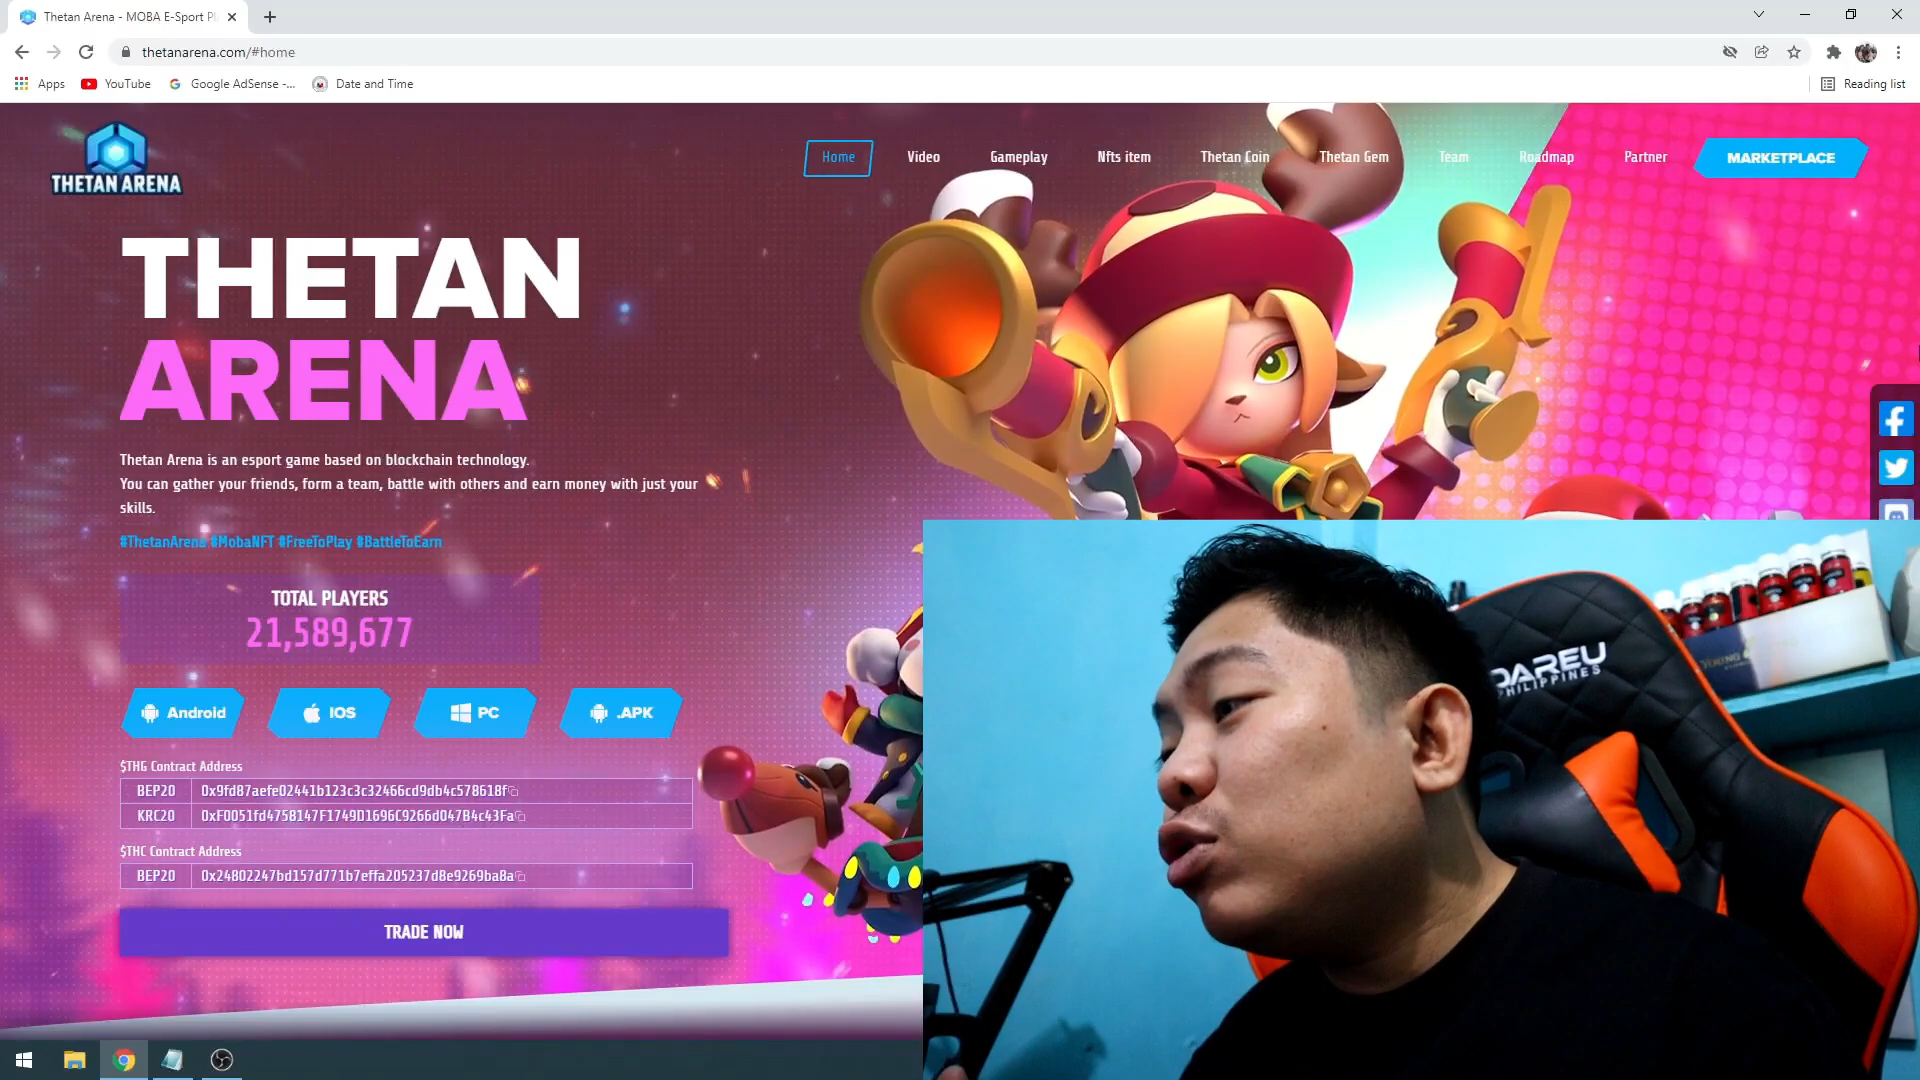 Thetan Arena - MOBA E-Sport Pl
thetanarena.com/#home
Apps
YouTube
Google AdSense -...
Date and Time
Reading list
THETAN ARENA
Home
Video
Gameplay
Nfts item
Thetan Coin
Thetan Gem
Team
Roadmap
Partner
MARKETPLACE
THETAN
ARENA
Thetan Arena is an esport game based on blockchain technology.
You can gather your friends, form a team, battle with others and earn money with just your
skills.
#ThetanArena #MobaNFT #FreeToPlay #BattleToEarn
TOTAL PLAYERS
21,589,677
Android
IOS
PC
.APK
$THG Contract Address
BEP20 0x9fd87aefe02441b123c3c32466cd9db4c578618f
KRC20 0xF0051fd4758147F1749D1696C9266d047B4c43Fa
$THC Contract Address
BEP20 0x24802247bd157d771b7effa205237d8e9269ba8a
TRADE NOW
DAREU
PHILIPPINES